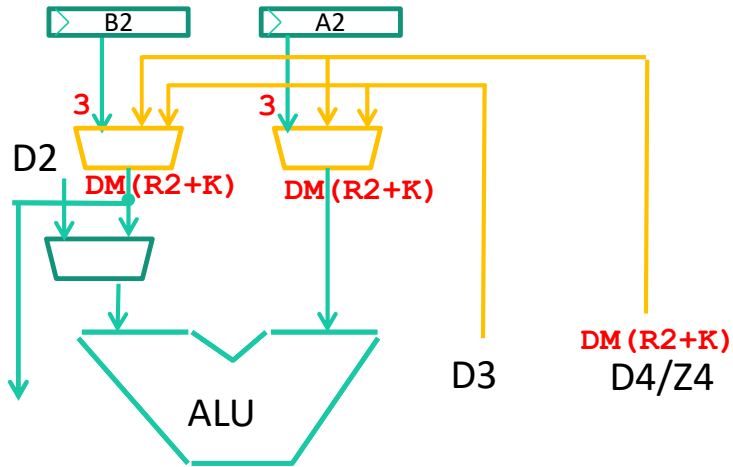 B2
A2
3
3
D2
DM(R2+K)
DM(R2+K)
DM(R2+K)
D3
D4/Z4
ALU